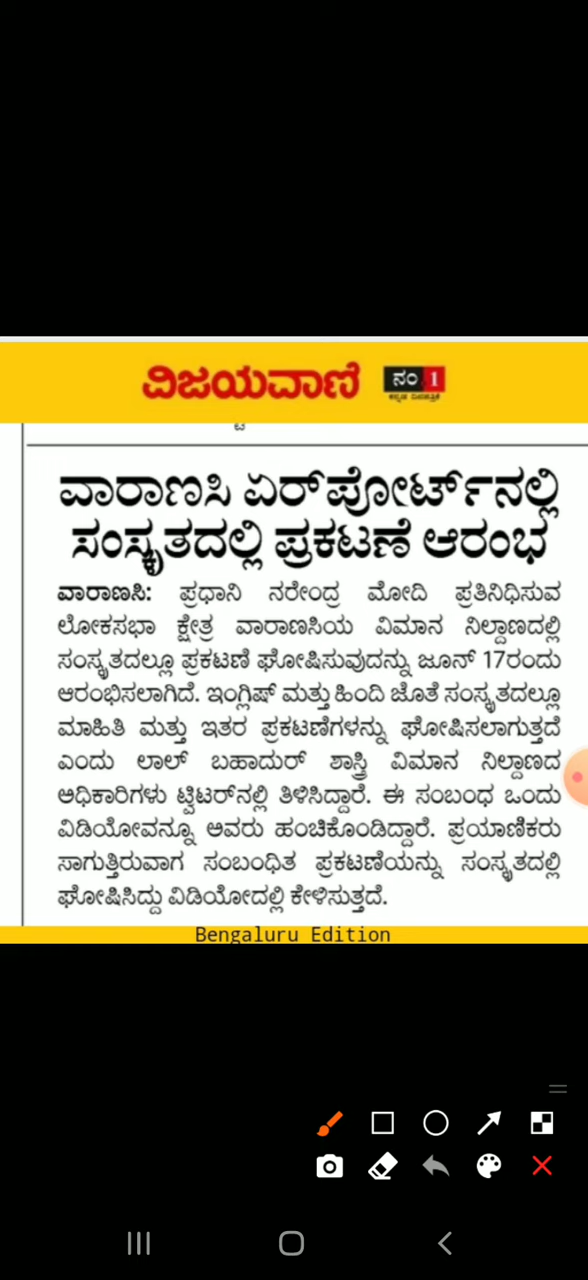 ವಿಜಯವಾಣಿ ನಂ 1
ವಾರಾಣಸಿ ಏರ್‌ಪೋರ್ಟ್‌ನಲ್ಲಿ
ಸಂಸ್ಕೃತದಲ್ಲಿ ಪ್ರಕಟಣೆ ಆರಂಭ
ವಾರಾಣಸಿ: ಪ್ರಧಾನಿ ನರೇಂದ್ರ ಮೋದಿ ಪ್ರತಿನಿಧಿಸುವ
ಲೋಕಸಭಾ ಕ್ಷೇತ್ರ ವಾರಾಣಸಿಯ ವಿಮಾನ ನಿಲ್ದಾಣದಲ್ಲಿ
ಸಂಸ್ಕೃತದಲ್ಲೂ ಪ್ರಕಟಣೆ ಘೋಷಿಸುವುದನ್ನು ಜೂನ್ 17ರಂದು
ಆರಂಭಿಸಲಾಗಿದೆ. ಇಂಗ್ಲಿಷ್ ಮತ್ತು ಹಿಂದಿ ಜೊತೆ ಸಂಸ್ಕೃತದಲ್ಲೂ
ಮಾಹಿತಿ ಮತ್ತು ಇತರ ಪ್ರಕಟಣೆಗಳನ್ನು ಘೋಷಿಸಲಾಗುತ್ತದೆ
ಎಂದು ಲಾಲ್ ಬಹಾದುರ್ ಶಾಸ್ತ್ರಿ ವಿಮಾನ ನಿಲ್ದಾಣದ
ಅಧಿಕಾರಿಗಳು ಟ್ವಿಟರ್‌ನಲ್ಲಿ ತಿಳಿಸಿದ್ದಾರೆ. ಈ ಸಂಬಂಧ ಒಂದು
ವಿಡಿಯೋವನ್ನೂ ಅವರು ಹಂಚಿಕೊಂಡಿದ್ದಾರೆ. ಪ್ರಯಾಣಿಕರು
ಸಾಗುತ್ತಿರುವಾಗ ಸಂಬಂಧಿತ ಪ್ರಕಟಣೆಯನ್ನು ಸಂಸ್ಕೃತದಲ್ಲಿ
ಘೋಷಿಸಿದ್ದು ವಿಡಿಯೋದಲ್ಲಿ ಕೇಳಿಸುತ್ತದೆ.
Bengaluru Edition